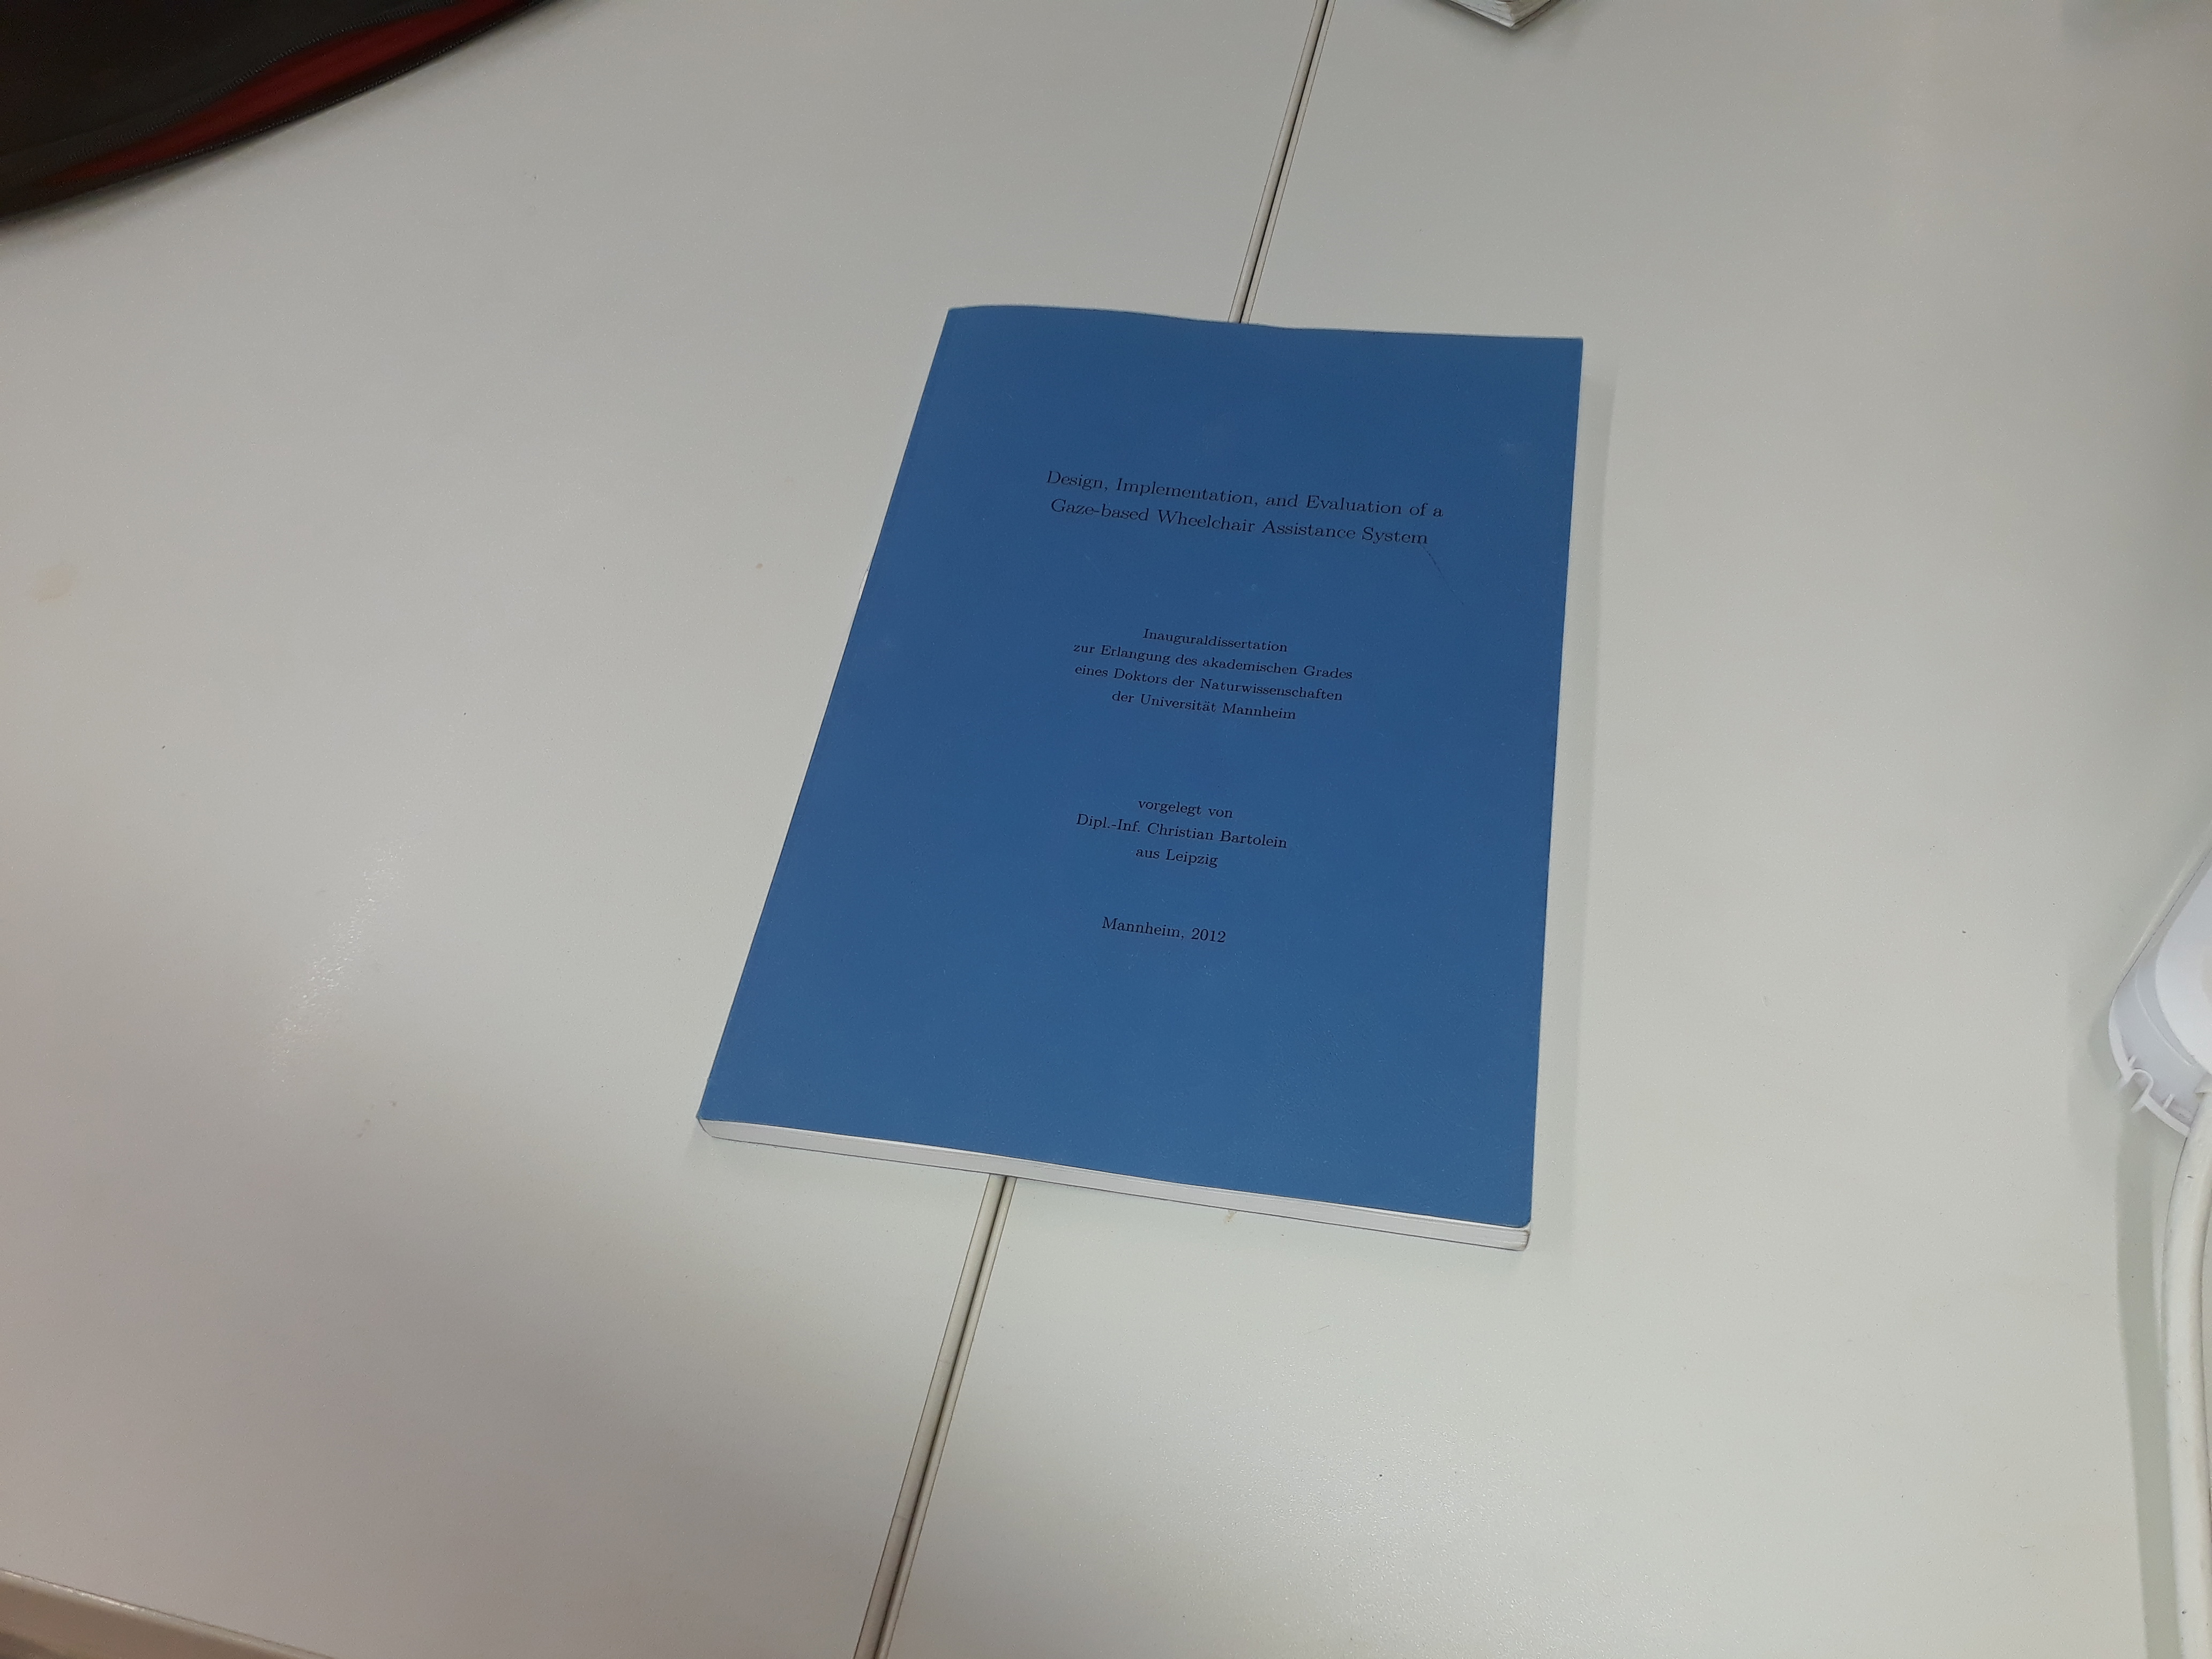 Design, Implementation, and Evaluation of a
Gaze-based Wheelchair Assistance System
Inauguraldissertation
zur Erlangung des akademischen Grades
eines Doktors der Naturwissenschaften
der Universität Mannheim
vorgelegt von
Dipl.-Inf. Christian Bartolein
aus Leipzig
Mannheim, 2012